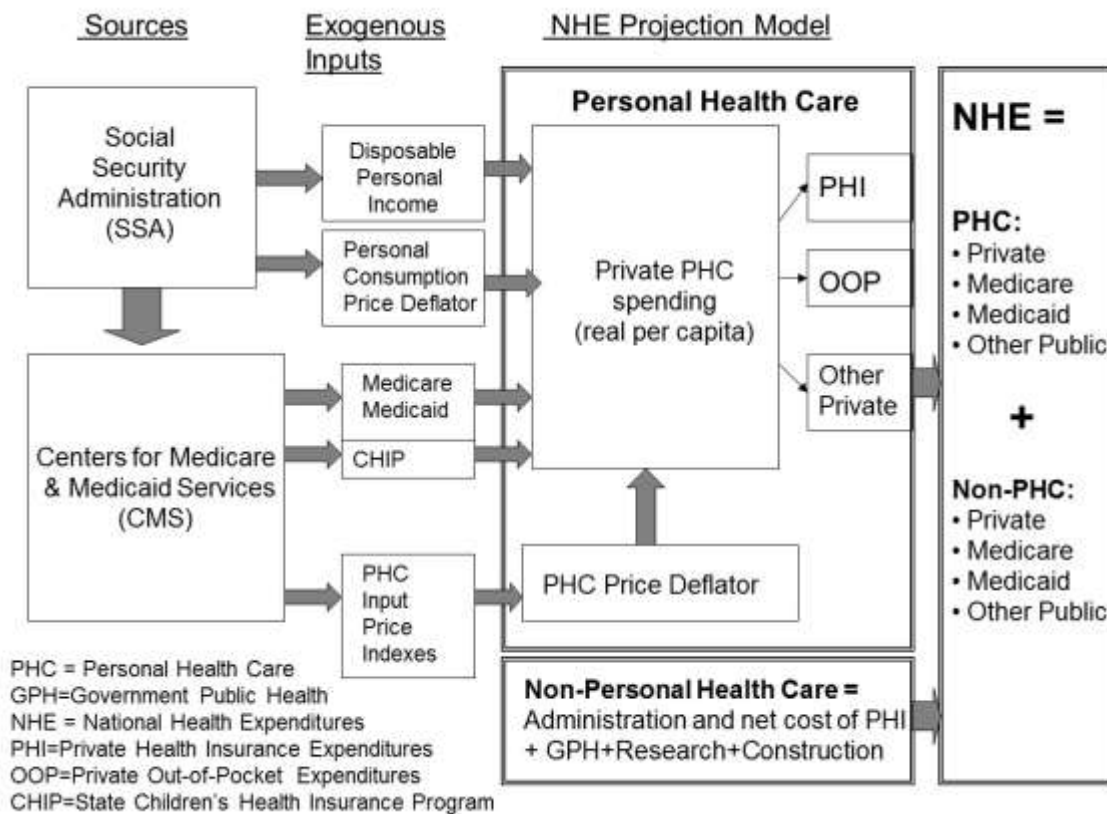 Sources
Exogenous
Inputs
NHE Projection Model
Social
Security
Administration
(SSA)
Centers for Medicare
& Medicaid Services
(CMS)
Disposable
Personal
Income
Personal
Consumption
Price Deflator
Medicare
Medicaid
CHIP
PHC
Input
Price
Indexes
Personal Health Care
Private PHC
spending
(real per capita)
PHI
OOP
Other
Private
PHC Price Deflator
Non-Personal Health Care =
Administration and net cost of PHI
+ GPH+Research+Construction
NHE =
PHC:
• Private
• Medicare
• Medicaid
• Other Public
+
Non-PHC:
• Private
• Medicare
• Medicaid
• Other Public
PHC = Personal Health Care
GPH=Government Public Health
NHE = National Health Expenditures
PHI=Private Health Insurance Expenditures
OOP=Private Out-of-Pocket Expenditures
CHIP=State Children's Health Insurance Program